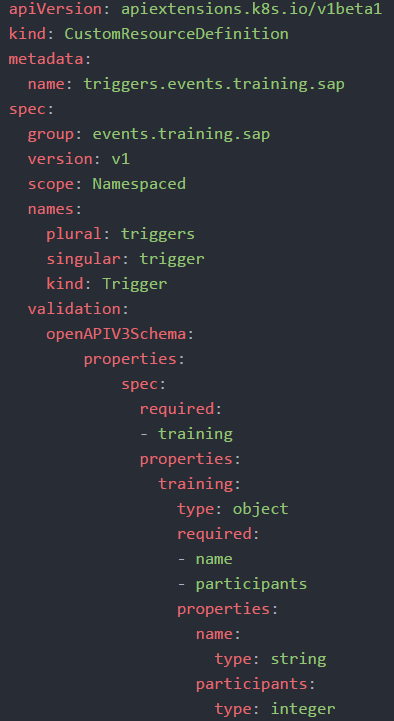 apiVersion: apiextensions.k8s.io/v1beta1
kind: CustomResourceDefinition
metadata:
  name: triggers.events.training.sap
spec:
  group: events.training.sap
  version: v1
  scope: Namespaced
  names:
    plural: triggers
    singular: trigger
    kind: Trigger
  validation:
    openAPIV3Schema:
        properties:
            spec:
              required:
              - training
              properties:
                training:
                  type: object
                  required:
                  - name
                  - participants
                  properties:
                    name:
                      type: string
                    participants:
                      type: integer